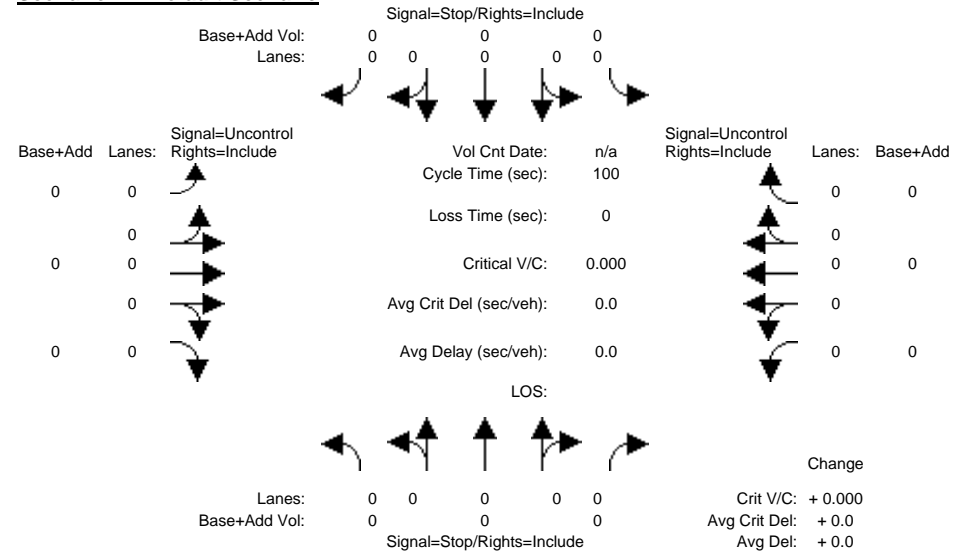 Signal=Stop/Rights=Include
Base+Add Vol: 0 0 0
Lanes: 0 0 0 0 0
Signal=Uncontrol Signal=Uncontrol
Base+Add Lanes: Rights=Include Vol Cnt Date: n/a Rights=Include Lanes: Base+Add
Cycle Time (sec): 100
0 0 0 0
Loss Time (sec): 0
0 0
0 0 Critical V/C: 0.000 0 0
0 Avg Crit Del (sec/veh): 0.0 0
0 0 Avg Delay (sec/veh): 0.0 0 0
LOS:
Change
Lanes: 0 0 0 0 0 Crit V/C: + 0.000
Base+Add Vol: 0 0 0 Avg Crit Del: + 0.0
Signal=Stop/Rights=Include Avg Del: + 0.0